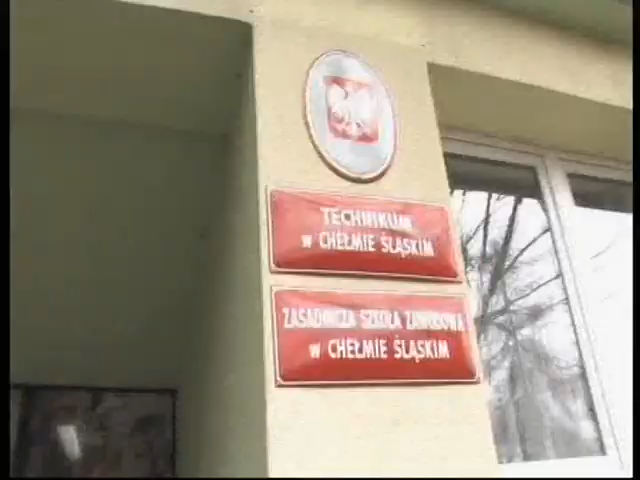 TECHNIKUM
w CHEŁMIE ŚLĄSKIM
ZASADNICZA SZKOŁA ZAWODOWA
w CHEŁMIE ŚLĄSKIM